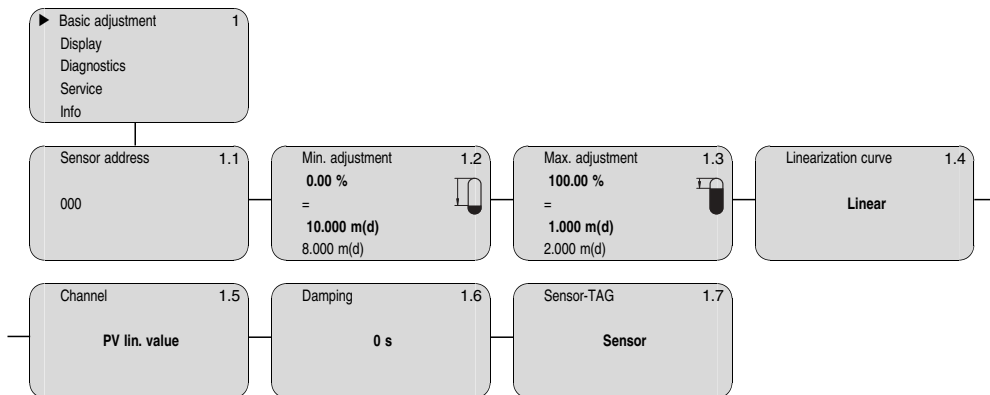 ▶ Basic adjustment 1
Display
Diagnostics
Service
Info
Sensor address 1.1
000
Min. adjustment 1.2
0.00 %
=
10.000 m(d)
8.000 m(d)
Max. adjustment 1.3
100.00 %
=
1.000 m(d)
2.000 m(d)
Linearization curve 1.4
Linear
Channel 1.5
PV lin. value
Damping 1.6
0 s
Sensor-TAG 1.7
Sensor